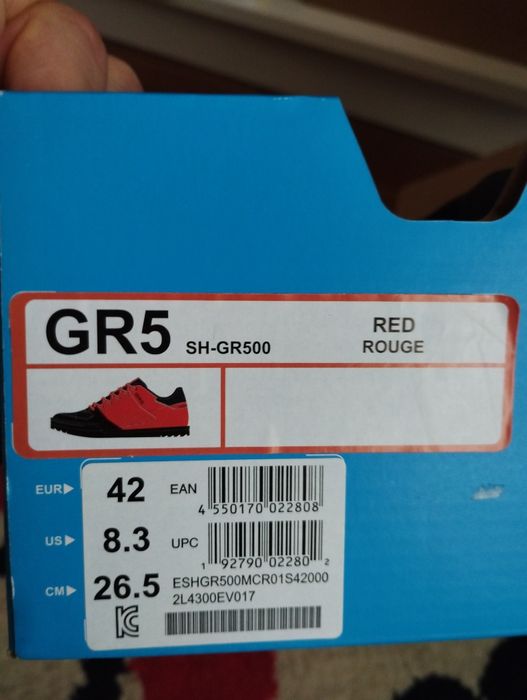 GR5 SH-GR500
RED
ROUGE
EUR 42 EAN
4 550170 022808
US 8.3 UPC
1 92790 02280 2
CM 26.5 ESHGR500MCR01S42000
2L4300EV017